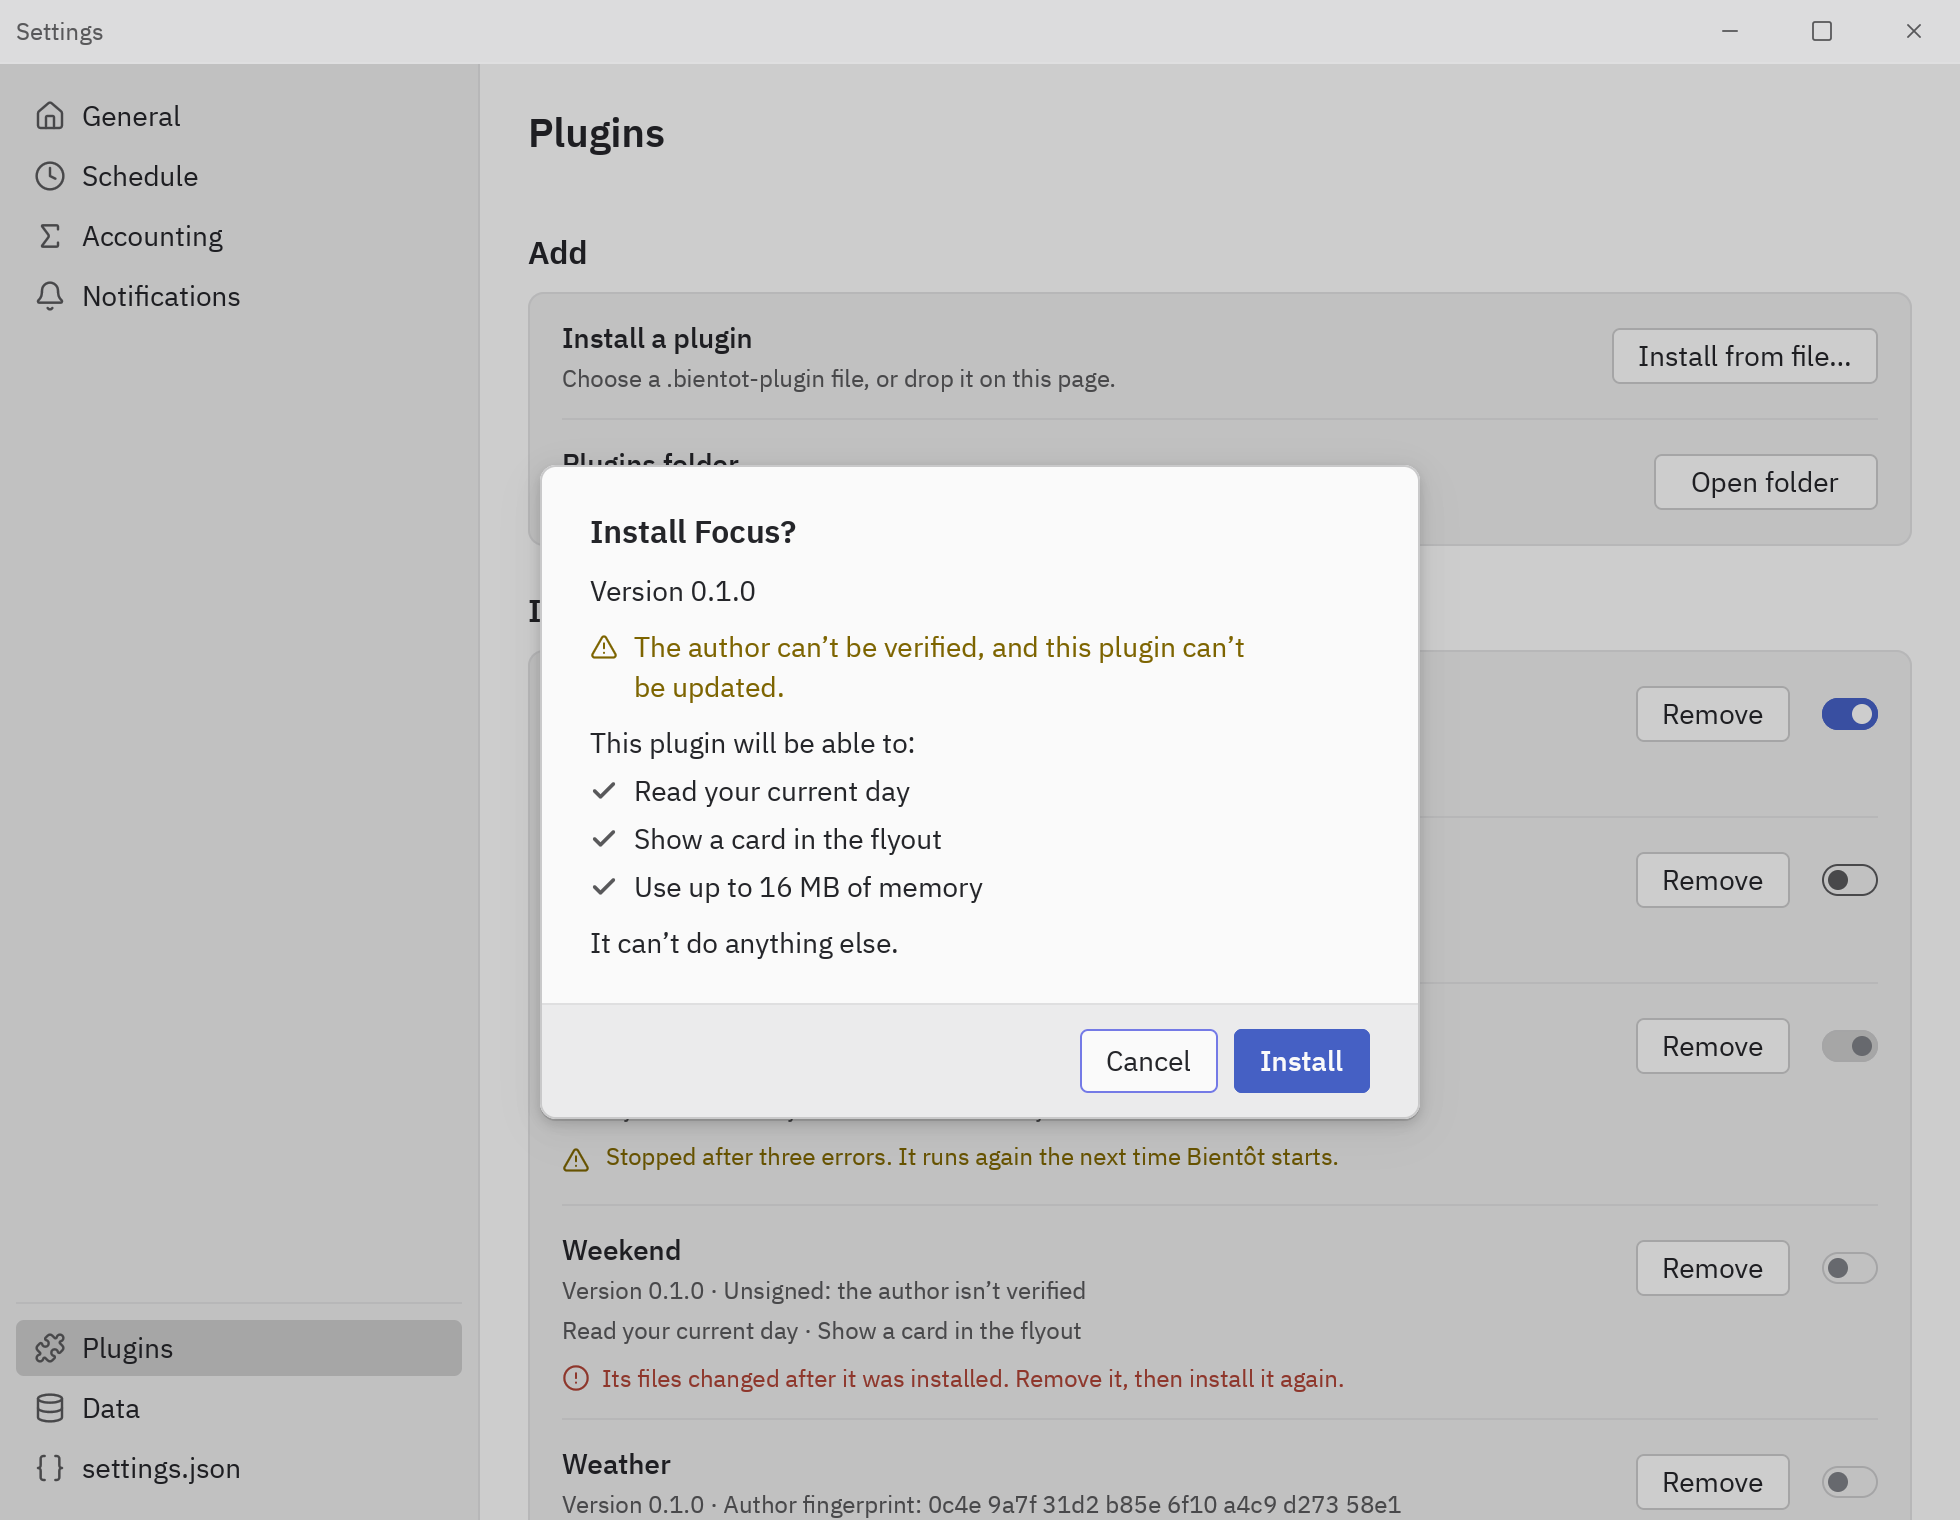 Settings
General
Schedule
Accounting
Notifications
Plugins
Data
settings.json
Plugins
Add
Install a plugin
Choose a .bientot-plugin file, or drop it on this page.
Install from file...
Plugins folder
Open folder
Install Focus?
Version 0.1.0
The author can’t be verified, and this plugin can’t
be updated.
This plugin will be able to:
Read your current day
Show a card in the flyout
Use up to 16 MB of memory
It can’t do anything else.
Cancel
Install
Remove
Remove
Remove
Stopped after three errors. It runs again the next time Bientôt starts.
Weekend
Version 0.1.0 · Unsigned: the author isn’t verified
Read your current day · Show a card in the flyout
Its files changed after it was installed. Remove it, then install it again.
Remove
Weather
Version 0.1.0 · Author fingerprint: 0c4e 9a7f 31d2 b85e 6f10 a4c9 d273 58e1
Remove